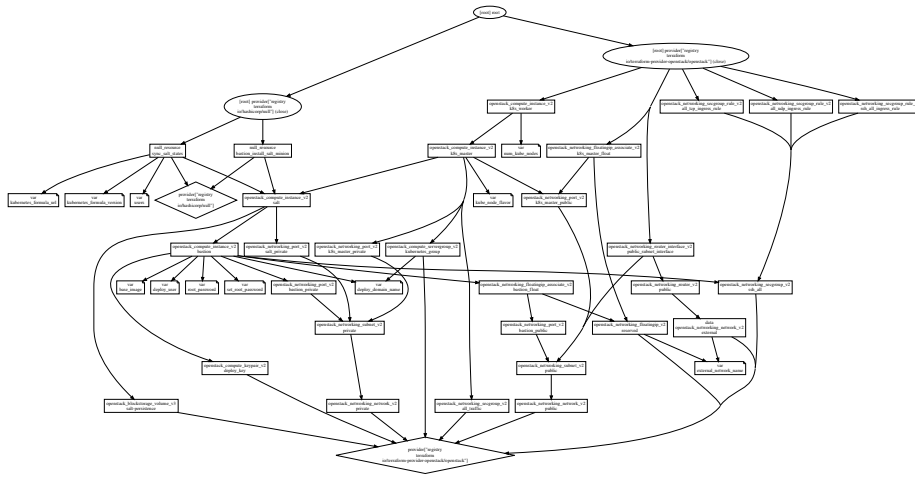 [root] root
[root] provider["registry
terraform
io/terraform-provider-openstack/openstack"] (close)
[root] provider["registry
terraform
io/hashicorp/null"] (close)
openstack_compute_instance_v2
k8s_worker
openstack_networking_secgroup_rule_v2
all_tcp_ingress_rule
openstack_networking_secgroup_rule_v2
all_udp_ingress_rule
openstack_networking_secgroup_rule_v2
ssh_all_ingress_rule
null_resource
sync_salt_states
null_resource
bastion_install_salt_minion
openstack_compute_instance_v2
k8s_master
var
num_kube_nodes
openstack_networking_floatingip_associate_v2
k8s_master_float
var
kubernetes_formula_url
var
kubernetes_formula_version
var
users
provider["registry
terraform
io/hashicorp/null"]
openstack_compute_instance_v2
salt
var
kube_node_flavor
openstack_networking_port_v2
k8s_master_public
openstack_compute_instance_v2
bastion
openstack_networking_port_v2
salt_private
openstack_networking_port_v2
k8s_master_private
openstack_compute_servergroup_v2
kubernetes_group
openstack_networking_router_interface_v2
public_subnet_interface
var
base_image
var
deploy_user
var
root_password
var
set_root_password
openstack_networking_port_v2
bastion_private
var
deploy_domain_name
openstack_networking_floatingip_associate_v2
bastion_float
openstack_networking_router_v2
public
openstack_networking_secgroup_v2
ssh_all
openstack_networking_subnet_v2
private
openstack_networking_port_v2
bastion_public
openstack_networking_floatingip_v2
reserved
data
openstack_networking_network_v2
external
openstack_compute_keypair_v2
deploy_key
openstack_networking_subnet_v2
public
var
external_network_name
openstack_blockstorage_volume_v3
salt-persistence
openstack_networking_network_v2
private
openstack_networking_secgroup_v2
all_traffic
openstack_networking_network_v2
public
provider["registry
terraform
io/terraform-provider-openstack/openstack"]